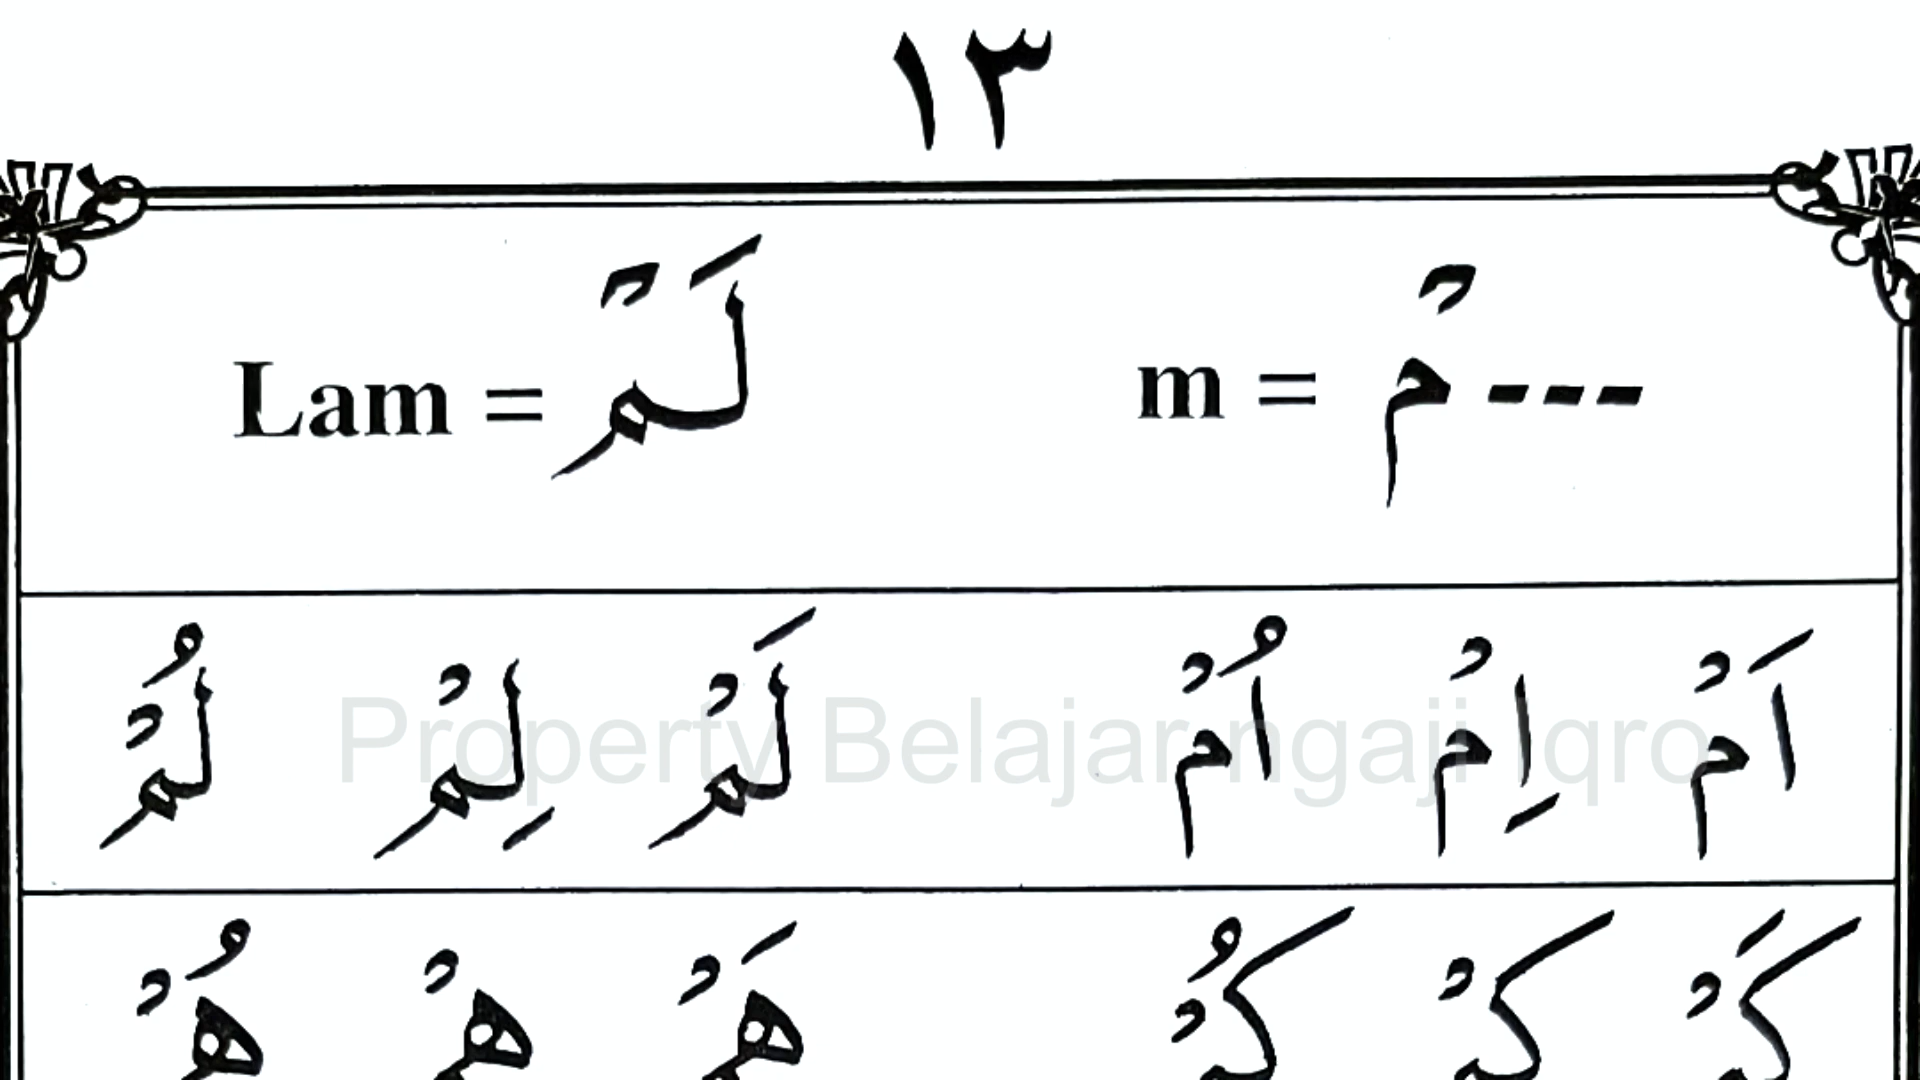 ١٣
مْ --- = m لَمْ = Lam
اَمْ اِمْ اُمْ لَمْ لِمْ لُمْ
Property Belajar ngaji Iqro
كَمْ كِمْ كُمْ هَمْ هِمْ هُمْ